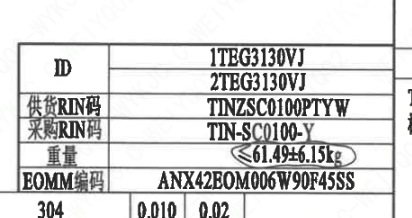 ID
1TEG3130VJ
2TEG3130VJ
供货RIN码 TINZSC0100PTYW
采购RIN码 TIN-SC0100-Y
重量 ≤61.49±6.15kg
EOMM编码 ANX42EOM006W90F45SS
304 0.010 0.02